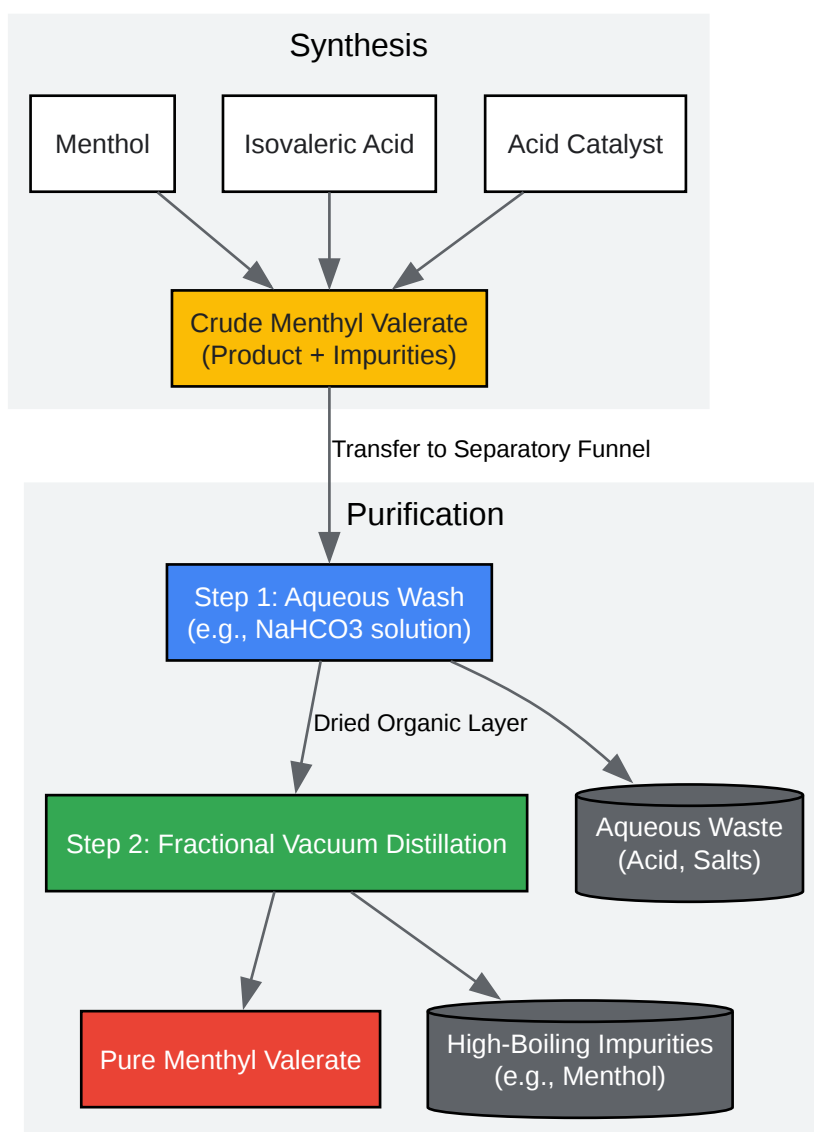 Synthesis
Menthol
Isovaleric Acid
Acid Catalyst
Crude Menthyl Valerate
(Product + Impurities)
Transfer to Separatory Funnel
Purification
Step 1: Aqueous Wash
(e.g., NaHCO3 solution)
Dried Organic Layer
Step 2: Fractional Vacuum Distillation
Aqueous Waste
(Acid, Salts)
Pure Menthyl Valerate
High-Boiling Impurities
(e.g., Menthol)